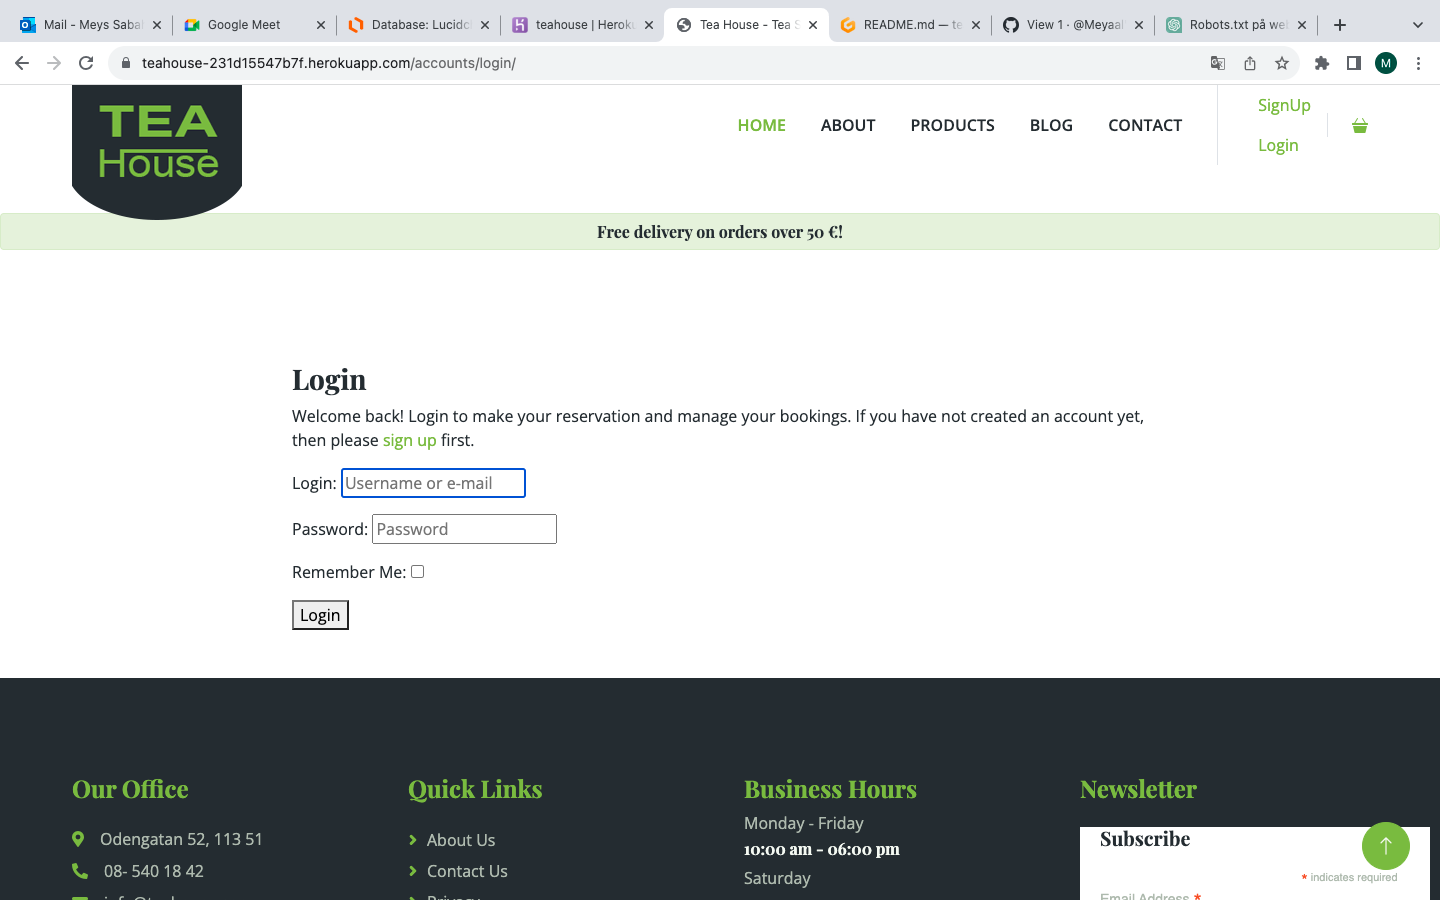 Mail - Meys Sabal
Google Meet
Database: Lucidc
teahouse | Heroku
Tea House - Tea S
README.md — te
View 1 · @Meyaal
Robots.txt på we
teahouse-231d15547b7f.herokuapp.com/accounts/login/
M
TEA
House
HOME
ABOUT
PRODUCTS
BLOG
CONTACT
SignUp
Login
Free delivery on orders over 50 €!
Login
Welcome back! Login to make your reservation and manage your bookings. If you have not created an account yet,
then please sign up first.
Login: Username or e-mail
Password: Password
Remember Me:
Login
Our Office
Odengatan 52, 113 51
08- 540 18 42
Quick Links
About Us
Contact Us
Privacy
Business Hours
Monday - Friday
10:00 am - 06:00 pm
Saturday
Newsletter
Subscribe
* indicates required
Email Address *